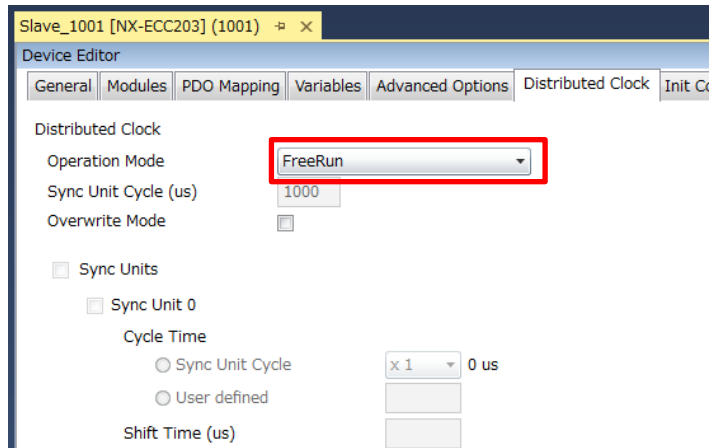 Slave_1001 [NX-ECC203] (1001)
Device Editor
General Modules PDO Mapping Variables Advanced Options Distributed Clock Init
Distributed Clock
Operation Mode FreeRun
Sync Unit Cycle (us) 1000
Overwrite Mode
Sync Units
Sync Unit 0
Cycle Time
Sync Unit Cycle x 1 0 us
User defined
Shift Time (us)